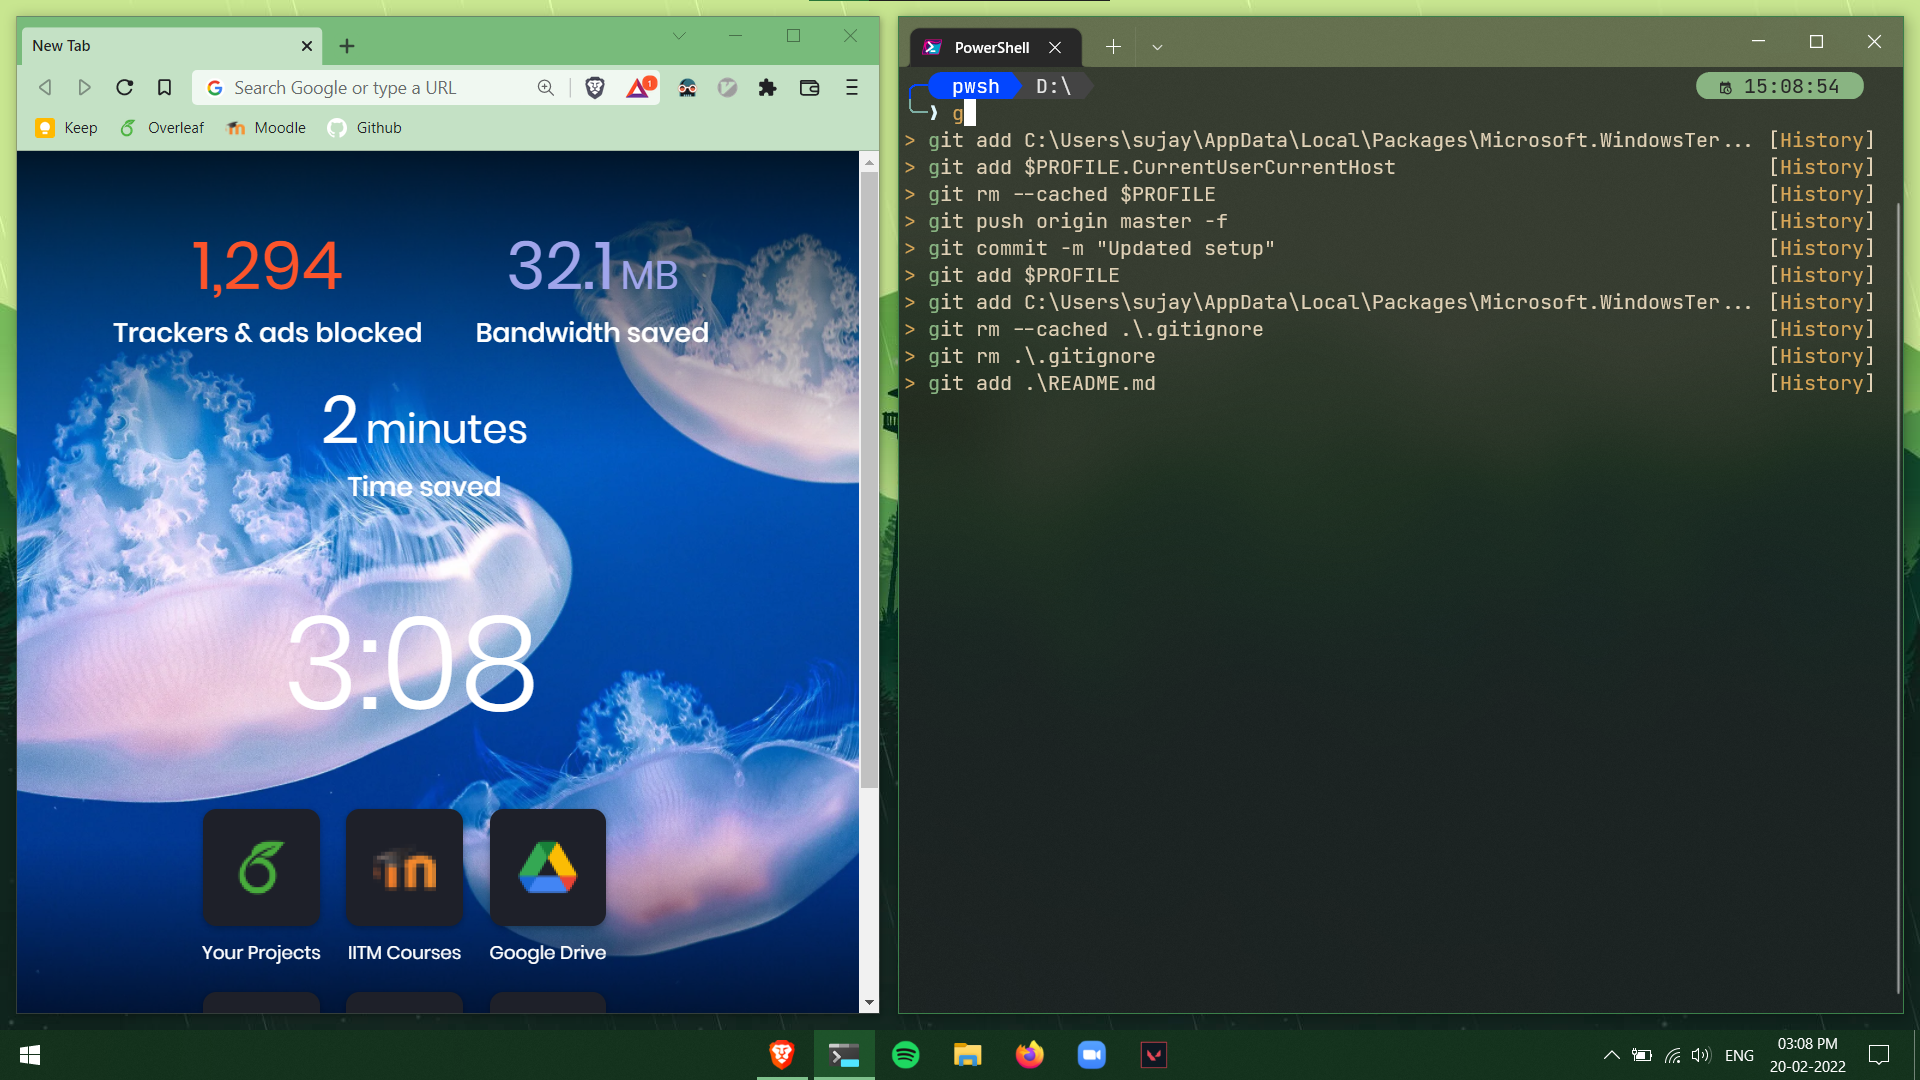 New Tab
Search Google or type a URL
1
Keep
Overleaf
Moodle
Github
1,294
Trackers & ads blocked
32.1 MB
Bandwidth saved
2 minutes
Time saved
3:08
Your Projects
IITM Courses
Google Drive
PowerShell
pwsh D:\ 15:08:54
g
> git add C:\Users\sujay\AppData\Local\Packages\Microsoft.WindowsTer... [History]
> git add $PROFILE.CurrentUserCurrentHost [History]
> git rm --cached $PROFILE [History]
> git push origin master -f [History]
> git commit -m "Updated setup" [History]
> git add $PROFILE [History]
> git add C:\Users\sujay\AppData\Local\Packages\Microsoft.WindowsTer... [History]
> git rm --cached .\.gitignore [History]
> git rm .\.gitignore [History]
> git add .\README.md [History]
ENG
03:08 PM
20-02-2022